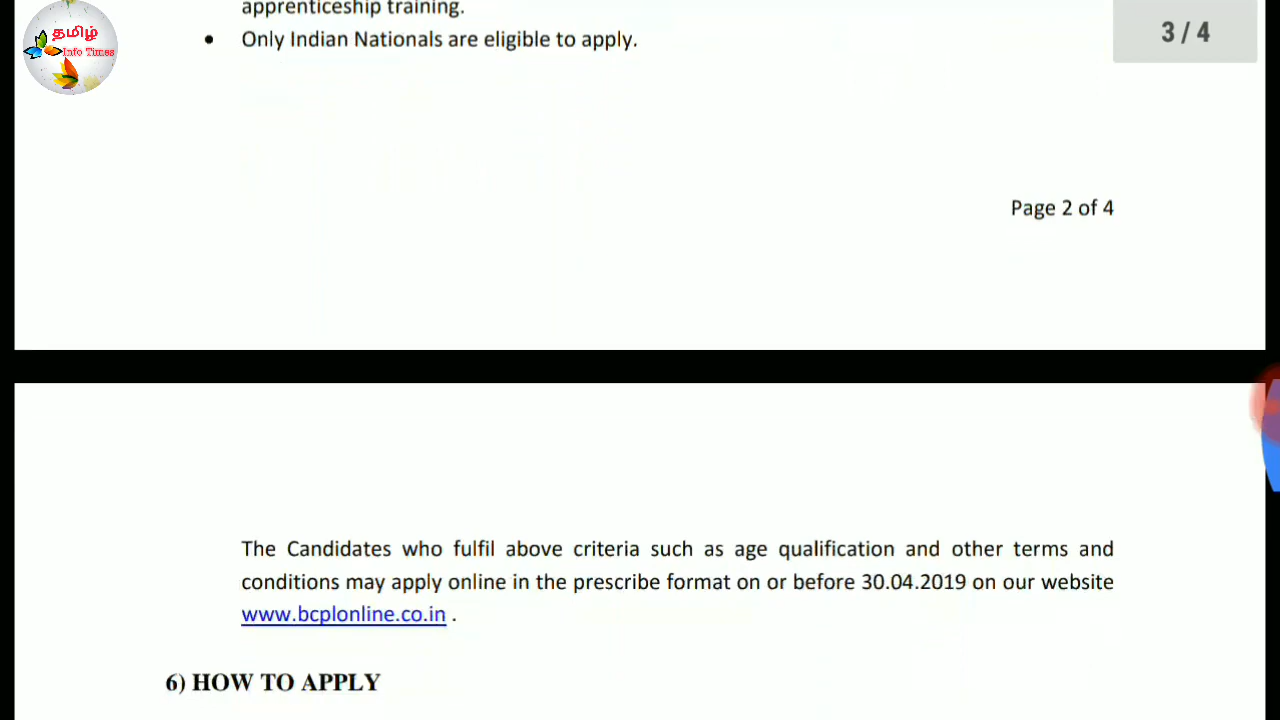 apprenticeship training.
தமிழ்
Info Times
• Only Indian Nationals are eligible to apply.
3 / 4
Page 2 of 4
The Candidates who fulfil above criteria such as age qualification and other terms and
conditions may apply online in the prescribe format on or before 30.04.2019 on our website
www.bcplonline.co.in .
6) HOW TO APPLY